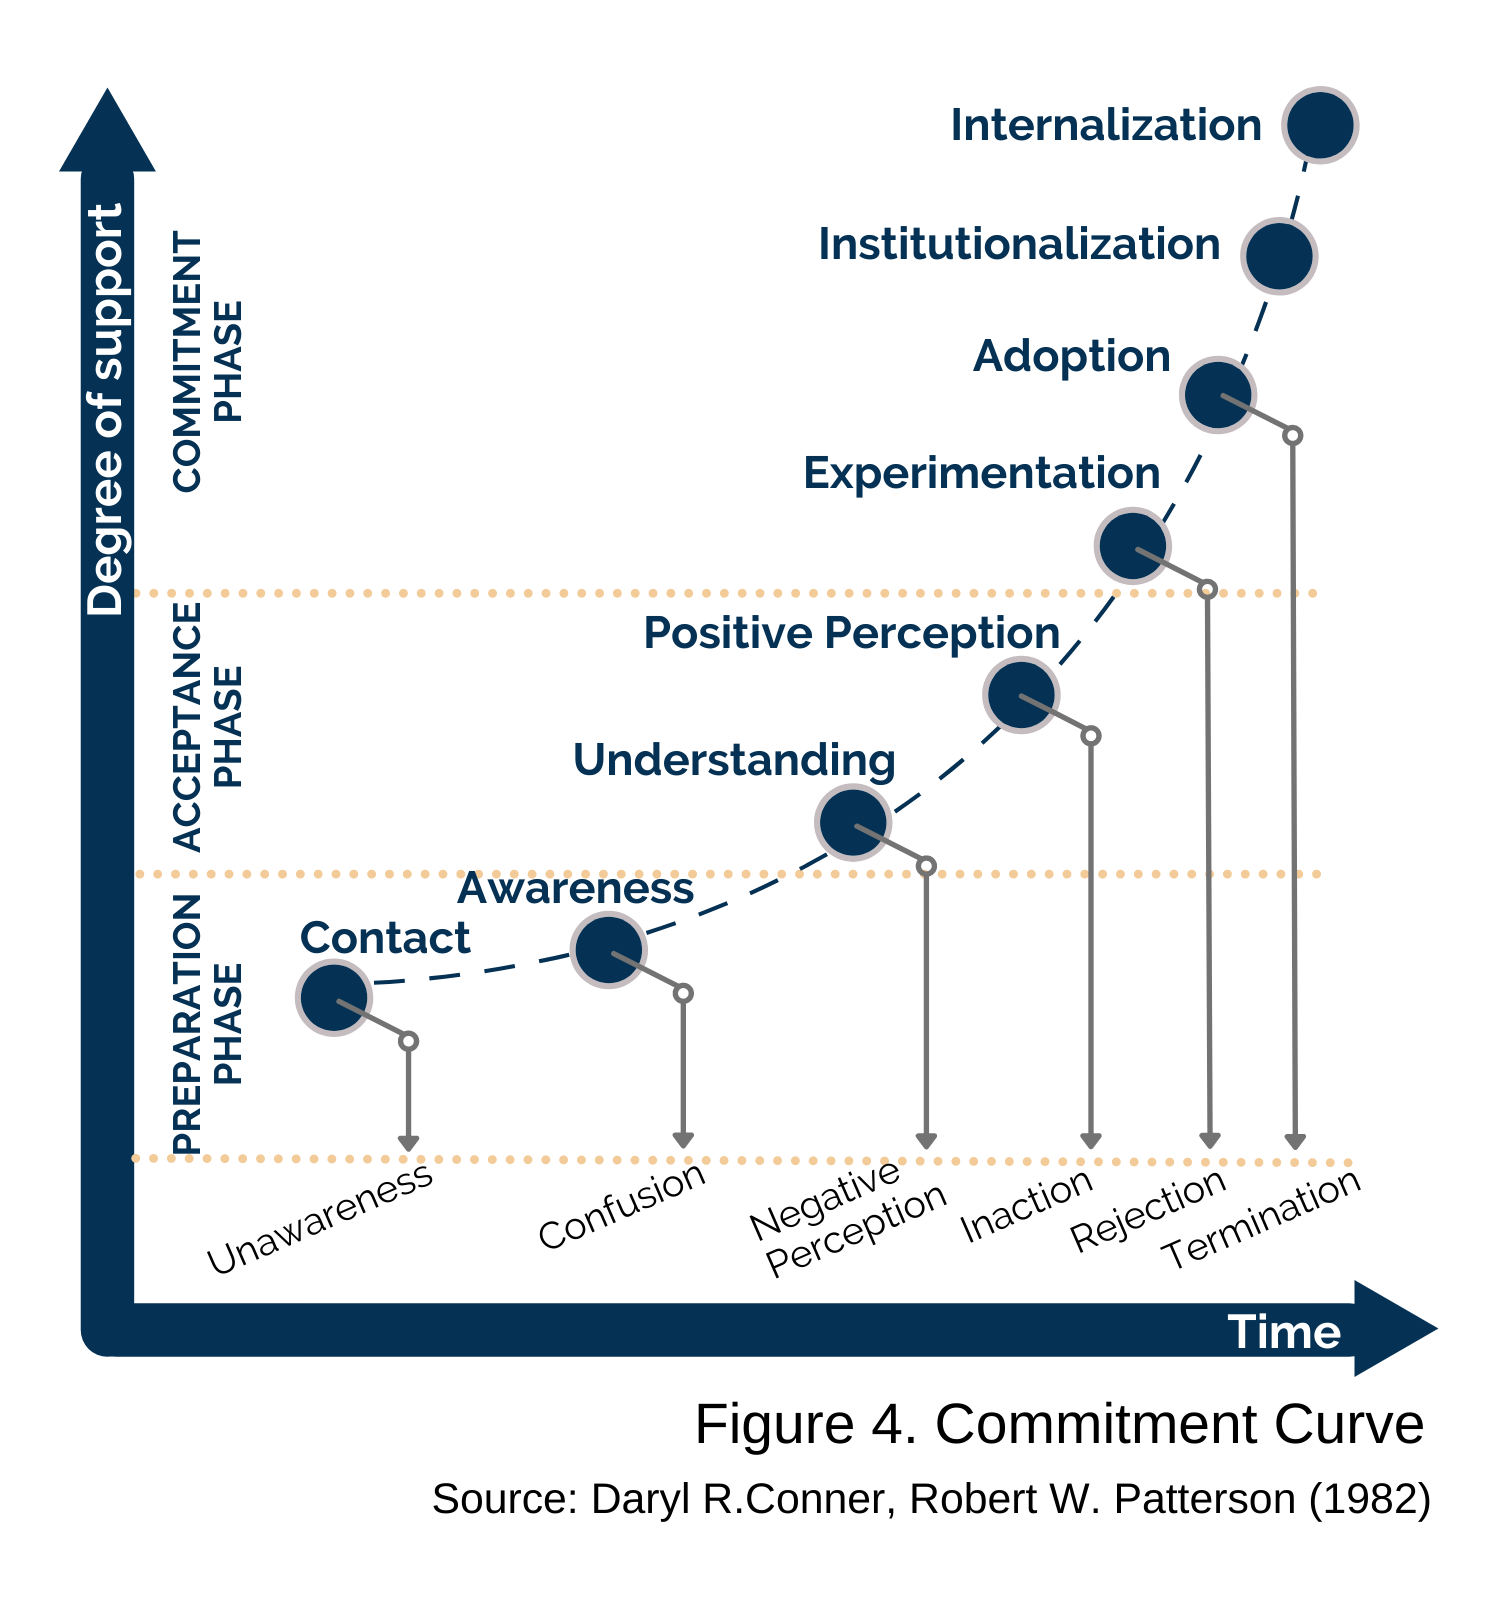 Internalization
Institutionalization
Adoption
Experimentation
Positive Perception
Understanding
Awareness
Contact
Degree of support
COMMITMENT
PHASE
ACCEPTANCE
PHASE
PREPARATION
PHASE
Unawareness
Confusion
Negative
Perception
Inaction
Rejection
Termination
Time
Figure 4. Commitment Curve
Source: Daryl R.Conner, Robert W. Patterson (1982)